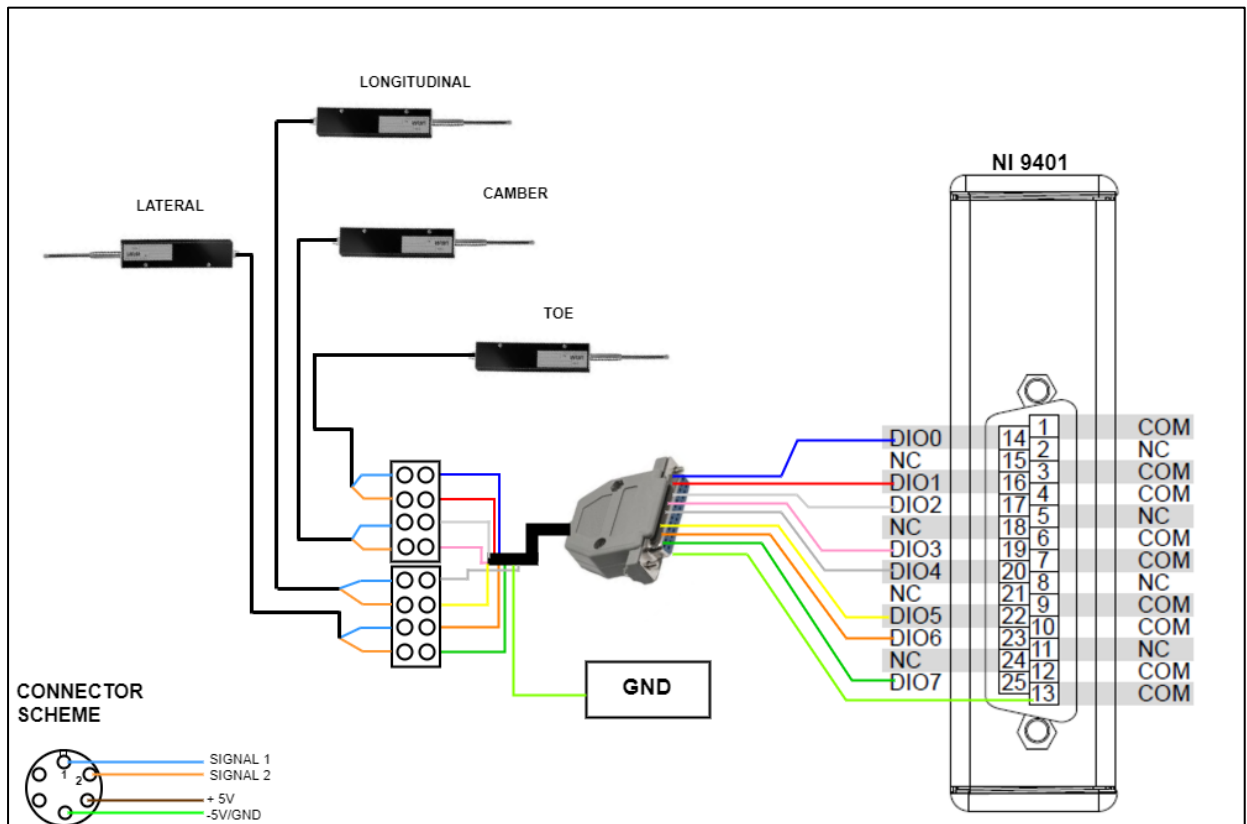 LONGITUDINAL
NI 9401
LATERAL
CAMBER
TOE
DIO0 14 1 COM
NC 15 2 NC
DIO1 16 3 COM
DIO2 17 4 COM
NC 18 5 NC
DIO3 19 6 COM
DIO4 20 7 COM
NC 21 8 NC
DIO5 22 9 COM
DIO6 23 10 COM
NC 24 11 NC
DIO7 25 12 COM
13 COM
GND
CONNECTOR
SCHEME
1 SIGNAL 1
2 SIGNAL 2
+ 5V
-5V/GND